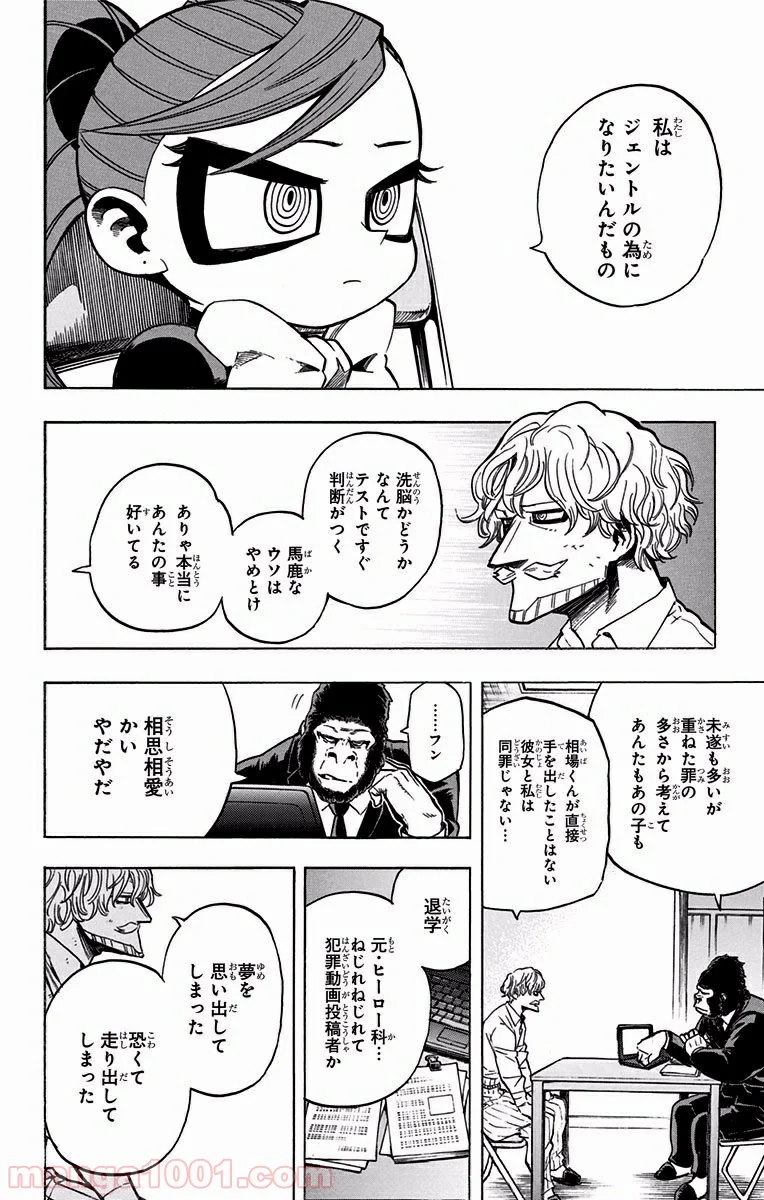 私は
ジェントルの為に
なりたいんだもの
洗脳かどうか
なんて
テストですぐ
判断がつく
馬鹿な
ウソは
やめとけ
ありゃ本当に
あんたの事
好いてる
未遂も多いが
重ねた罪の
多さから考えて
あんたもあの子も
相場くんが直接
手を出したことはない
彼女と私は
同罪じゃない…
……フン
相思相愛
かい
やだやだ
退学
元・ヒーロー科…
ねじれねじれて
犯罪動画投稿者
か
夢を
思い出して
しまった
恐くて
走り出して
しまった
manga1001.com